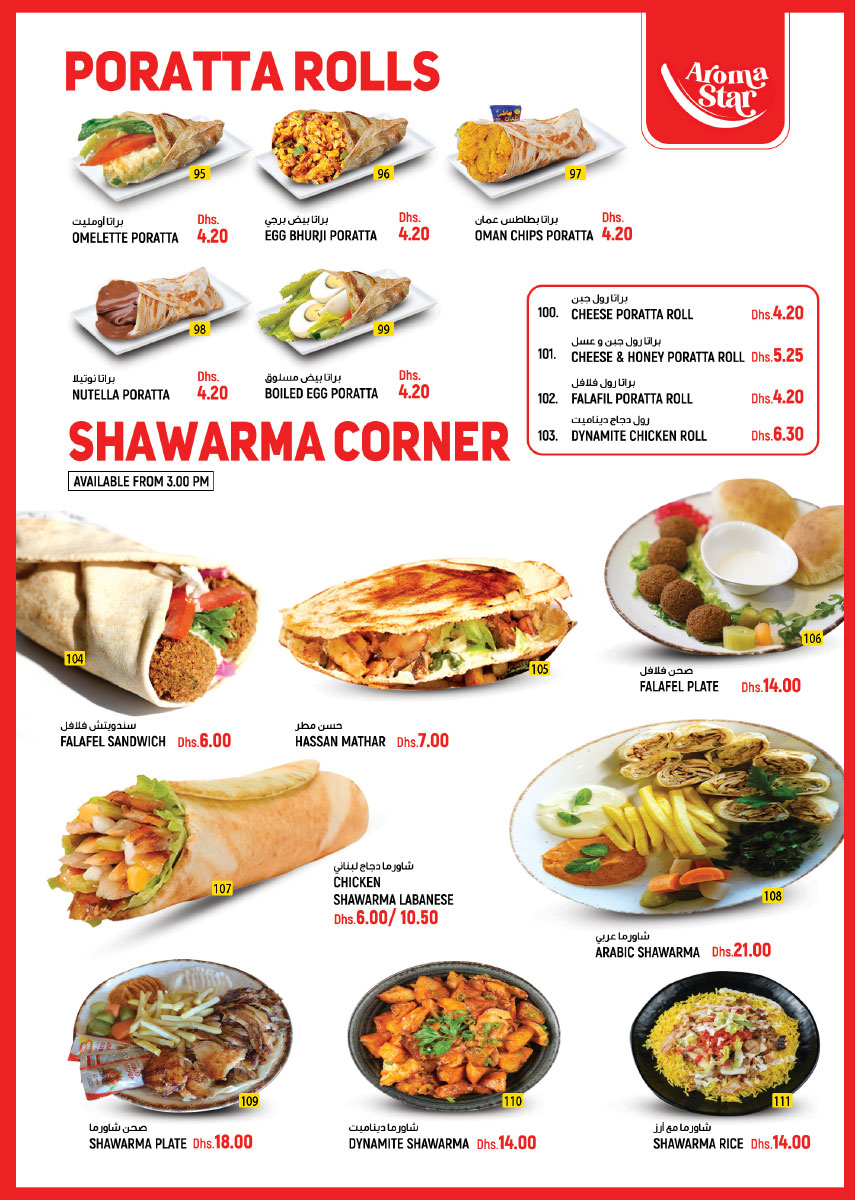 PORATTA ROLLS
Aroma
Star
95
96
97
براتا أومليت
OMELETTE PORATTA
Dhs.
4.20
براتا بيض برجي
EGG BHURJI PORATTA
Dhs.
4.20
براتا بطاطس عمان
OMAN CHIPS PORATTA
Dhs.
4.20
98
99
براتا نوتيلا
NUTELLA PORATTA
Dhs.
4.20
براتا بيض مسلوق
BOILED EGG PORATTA
Dhs.
4.20
براتا رول جبن
100. CHEESE PORATTA ROLL Dhs.4.20
براتا رول جبن و عسل
101. CHEESE & HONEY PORATTA ROLL Dhs.5.25
براتا رول فلافل
102. FALAFIL PORATTA ROLL Dhs.4.20
رول دجاج ديناميت
103. DYNAMITE CHICKEN ROLL Dhs.6.30
SHAWARMA CORNER
AVAILABLE FROM 3.00 PM
104
105
106
سندويتش فلافل
FALAFEL SANDWICH Dhs.6.00
حسن مطر
HASSAN MATHAR Dhs.7.00
صحن فلافل
FALAFEL PLATE Dhs.14.00
107
شاورما دجاج لبناني
CHICKEN
SHAWARMA LABANESE
Dhs.6.00/ 10.50
108
شاورما عربي
ARABIC SHAWARMA Dhs.21.00
109
110
111
صحن شاورما
SHAWARMA PLATE Dhs.18.00
شاورما ديناميت
DYNAMITE SHAWARMA Dhs.14.00
شاورما مع أرز
SHAWARMA RICE Dhs.14.00